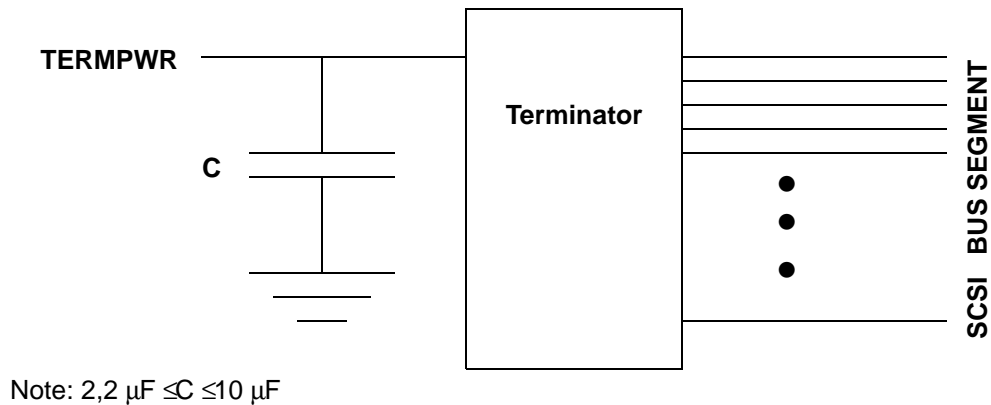 TERMPWR
Terminator
C
SCSI BUS SEGMENT
Note: 2,2 μF ≤C ≤10 μF